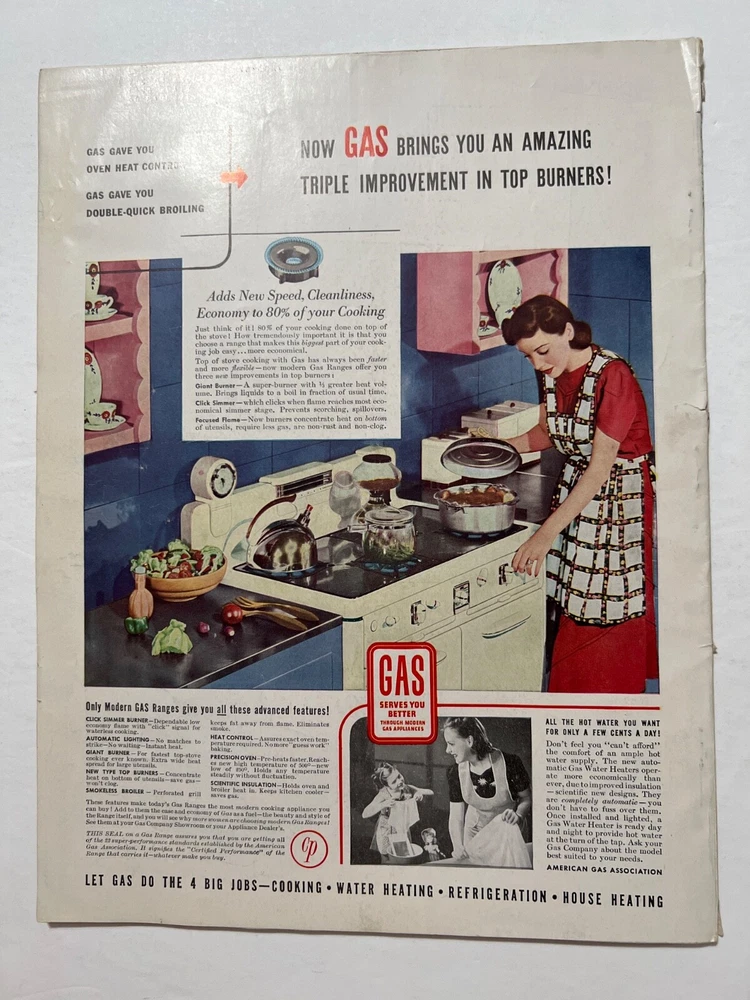 GAS GAVE YOU
OVEN HEAT CONTROL
GAS GAVE YOU
DOUBLE-QUICK BROILING
NOW GAS BRINGS YOU AN AMAZING
TRIPLE IMPROVEMENT IN TOP BURNERS!
Adds New Speed, Cleanliness,
Economy to 80% of your Cooking
Just think of it! 80% of your cooking done on top of
the stove! How tremendously important it is that you
choose a range that makes this biggest part of your cook-
ing job easy...more economical.
Top of stove cooking with Gas has always been faster
and more flexible—now modern Gas Ranges offer you
three new improvements in top burners:
Giant Burner—A super-burner with ⅓ greater heat vol-
ume. Brings liquids to a boil in fraction of usual time.
Click Simmer—which clicks when flame reaches most eco-
nomical simmer stage. Prevents scorching, spillovers.
Focused Flame—New burners concentrate heat on bottom
of utensils, require less gas, are non-rust and non-clog.
GAS
SERVES YOU
BETTER
THROUGH MODERN
GAS APPLIANCES
Only Modern GAS Ranges give you all these advanced features!
CLICK SIMMER BURNER—Dependable low
economy flame with "click" signal for
waterless cooking.
AUTOMATIC LIGHTING—No matches to
strike—No waiting—Instant heat.
GIANT BURNER—For fastest top-stove
cooking ever known. Extra wide heat
spread for large utensils.
NEW TYPE TOP BURNERS—Concentrate
heat on bottom of utensils—save gas—
won't clog.
SMOKELESS BROILER—Perforated grill
keeps fat away from flame. Eliminates
smoke.
HEAT CONTROL—Assures exact oven tem-
perature required. No more "guess work"
baking.
PRECISION OVEN—Pre-heats faster. Reach-
es new high temperature of 500°—new
low of 250°. Holds any temperature
steadily without fluctuation.
SCIENTIFIC INSULATION—Holds oven and
broiler heat in. Keeps kitchen cooler—
saves gas.
These features make today's Gas Ranges the most modern cooking appliance you
can buy! Add to them the ease and economy of Gas as a fuel—the beauty and style of
the Range itself, and you will see why more women are choosing modern Gas Ranges!
See them at your Gas Company Showroom or your Appliance Dealer's.
THIS SEAL on a Gas Range assures you that you are getting all
of the 22 super-performance standards established by the American
Gas Association. It signifies the "Certified Performance" of the
Range that carries it—whatever make you buy.
CP
ALL THE HOT WATER YOU WANT
FOR ONLY A FEW CENTS A DAY!
Don't feel you "can't afford"
the comfort of an ample hot
water supply. The new auto-
matic Gas Water Heaters oper-
ate more economically than
ever, due to improved insulation
—scientific new designs. They
are completely automatic—you
don't have to fuss over them.
Once installed and lighted, a
Gas Water Heater is ready day
and night to provide hot water
at the turn of the tap. Ask your
Gas Company about the model
best suited to your needs.
AMERICAN GAS ASSOCIATION
LET GAS DO THE 4 BIG JOBS—COOKING • WATER HEATING • REFRIGERATION • HOUSE HEATING